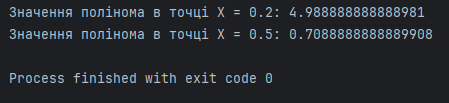 Значення полінома в точці X = 0.2: 4.988888888888981
Значення полінома в точці X = 0.5: 0.7088888888889908
Process finished with exit code 0